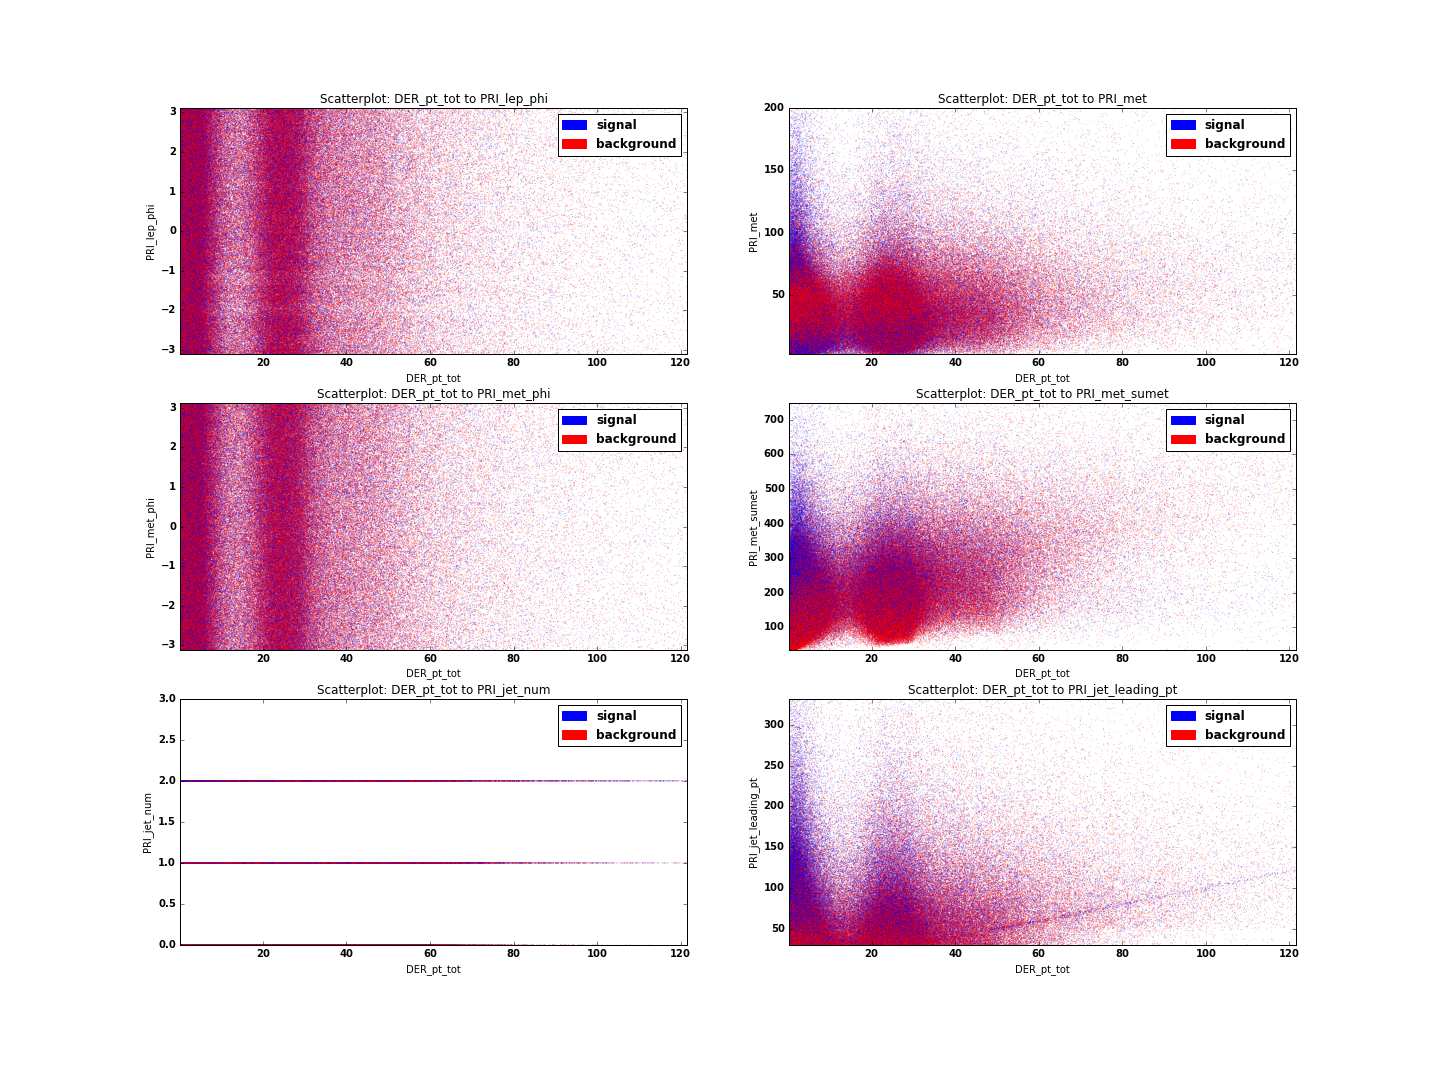 Scatterplot: DER_pt_tot to PRI_lep_phi
3
2
1
0
−1
−2
−3
PRI_lep_phi
signal
background
20 40 60 80 100 120
DER_pt_tot
Scatterplot: DER_pt_tot to PRI_met
200
150
100
50
PRI_met
signal
background
20 40 60 80 100 120
DER_pt_tot
Scatterplot: DER_pt_tot to PRI_met_phi
3
2
1
0
−1
−2
−3
PRI_met_phi
signal
background
20 40 60 80 100 120
DER_pt_tot
Scatterplot: DER_pt_tot to PRI_met_sumet
700
600
500
400
300
200
100
PRI_met_sumet
signal
background
20 40 60 80 100 120
DER_pt_tot
Scatterplot: DER_pt_tot to PRI_jet_num
3.0
2.5
2.0
1.5
1.0
0.5
0.0
PRI_jet_num
signal
background
20 40 60 80 100 120
DER_pt_tot
Scatterplot: DER_pt_tot to PRI_jet_leading_pt
300
250
200
150
100
50
PRI_jet_leading_pt
signal
background
20 40 60 80 100 120
DER_pt_tot